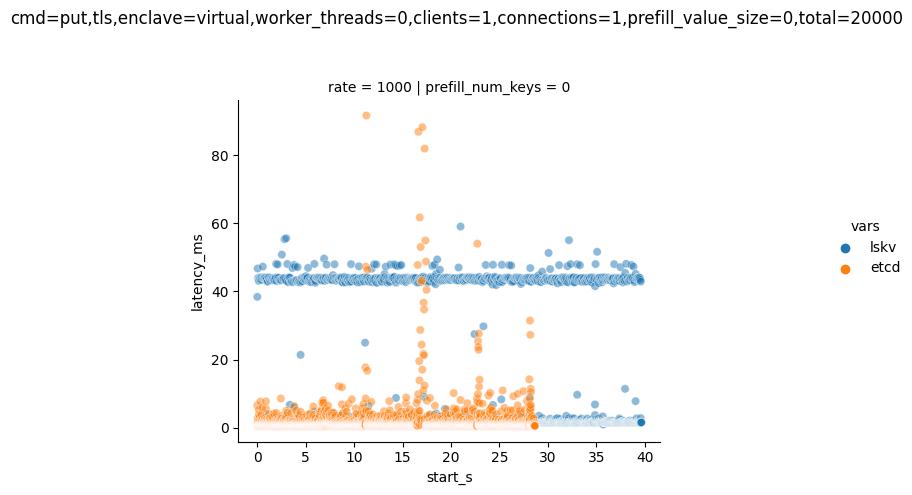 cmd=put,tls,enclave=virtual,worker_threads=0,clients=1,connections=1,prefill_value_size=0,total=20000
rate = 1000 | prefill_num_keys = 0
80
60
40
20
0
latency_ms
0 5 10 15 20 25 30 35 40
start_s
vars
lskv
etcd